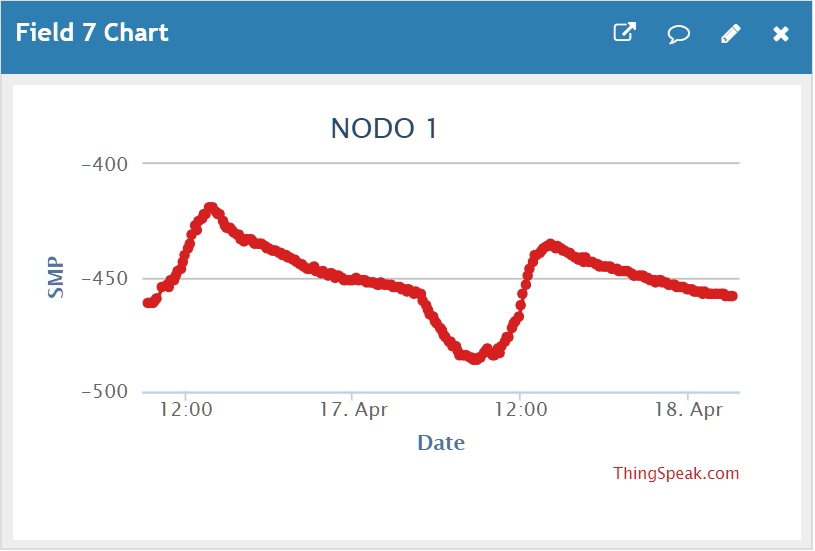 Field 7 Chart
NODO 1
−400
−450
−500
SMP
12:00 17. Apr 12:00 18. Apr
Date
ThingSpeak.com